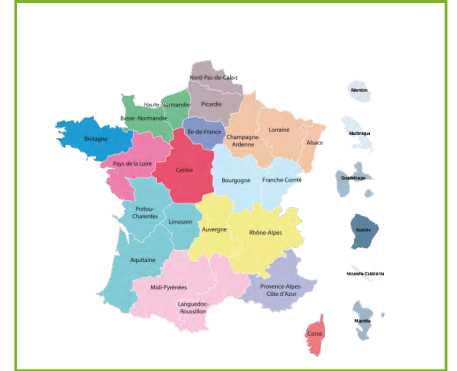 Nord-Pas-de-Calais
Haute-Normandie
Picardie
Basse-Normandie
Île-de-France
Lorraine
Champagne-
Ardenne
Alsace
Bretagne
Pays de la Loire
Centre
Bourgogne
Franche-Comté
Poitou-
Charentes
Limousin
Auvergne
Rhône-Alpes
Aquitaine
Midi-Pyrénées
Languedoc-
Roussillon
Provence-Alpes
Côte d'Azur
Corse
Réunion
Martinique
Guadeloupe
Guyane
Nouvelle Calédonie
Mayotte